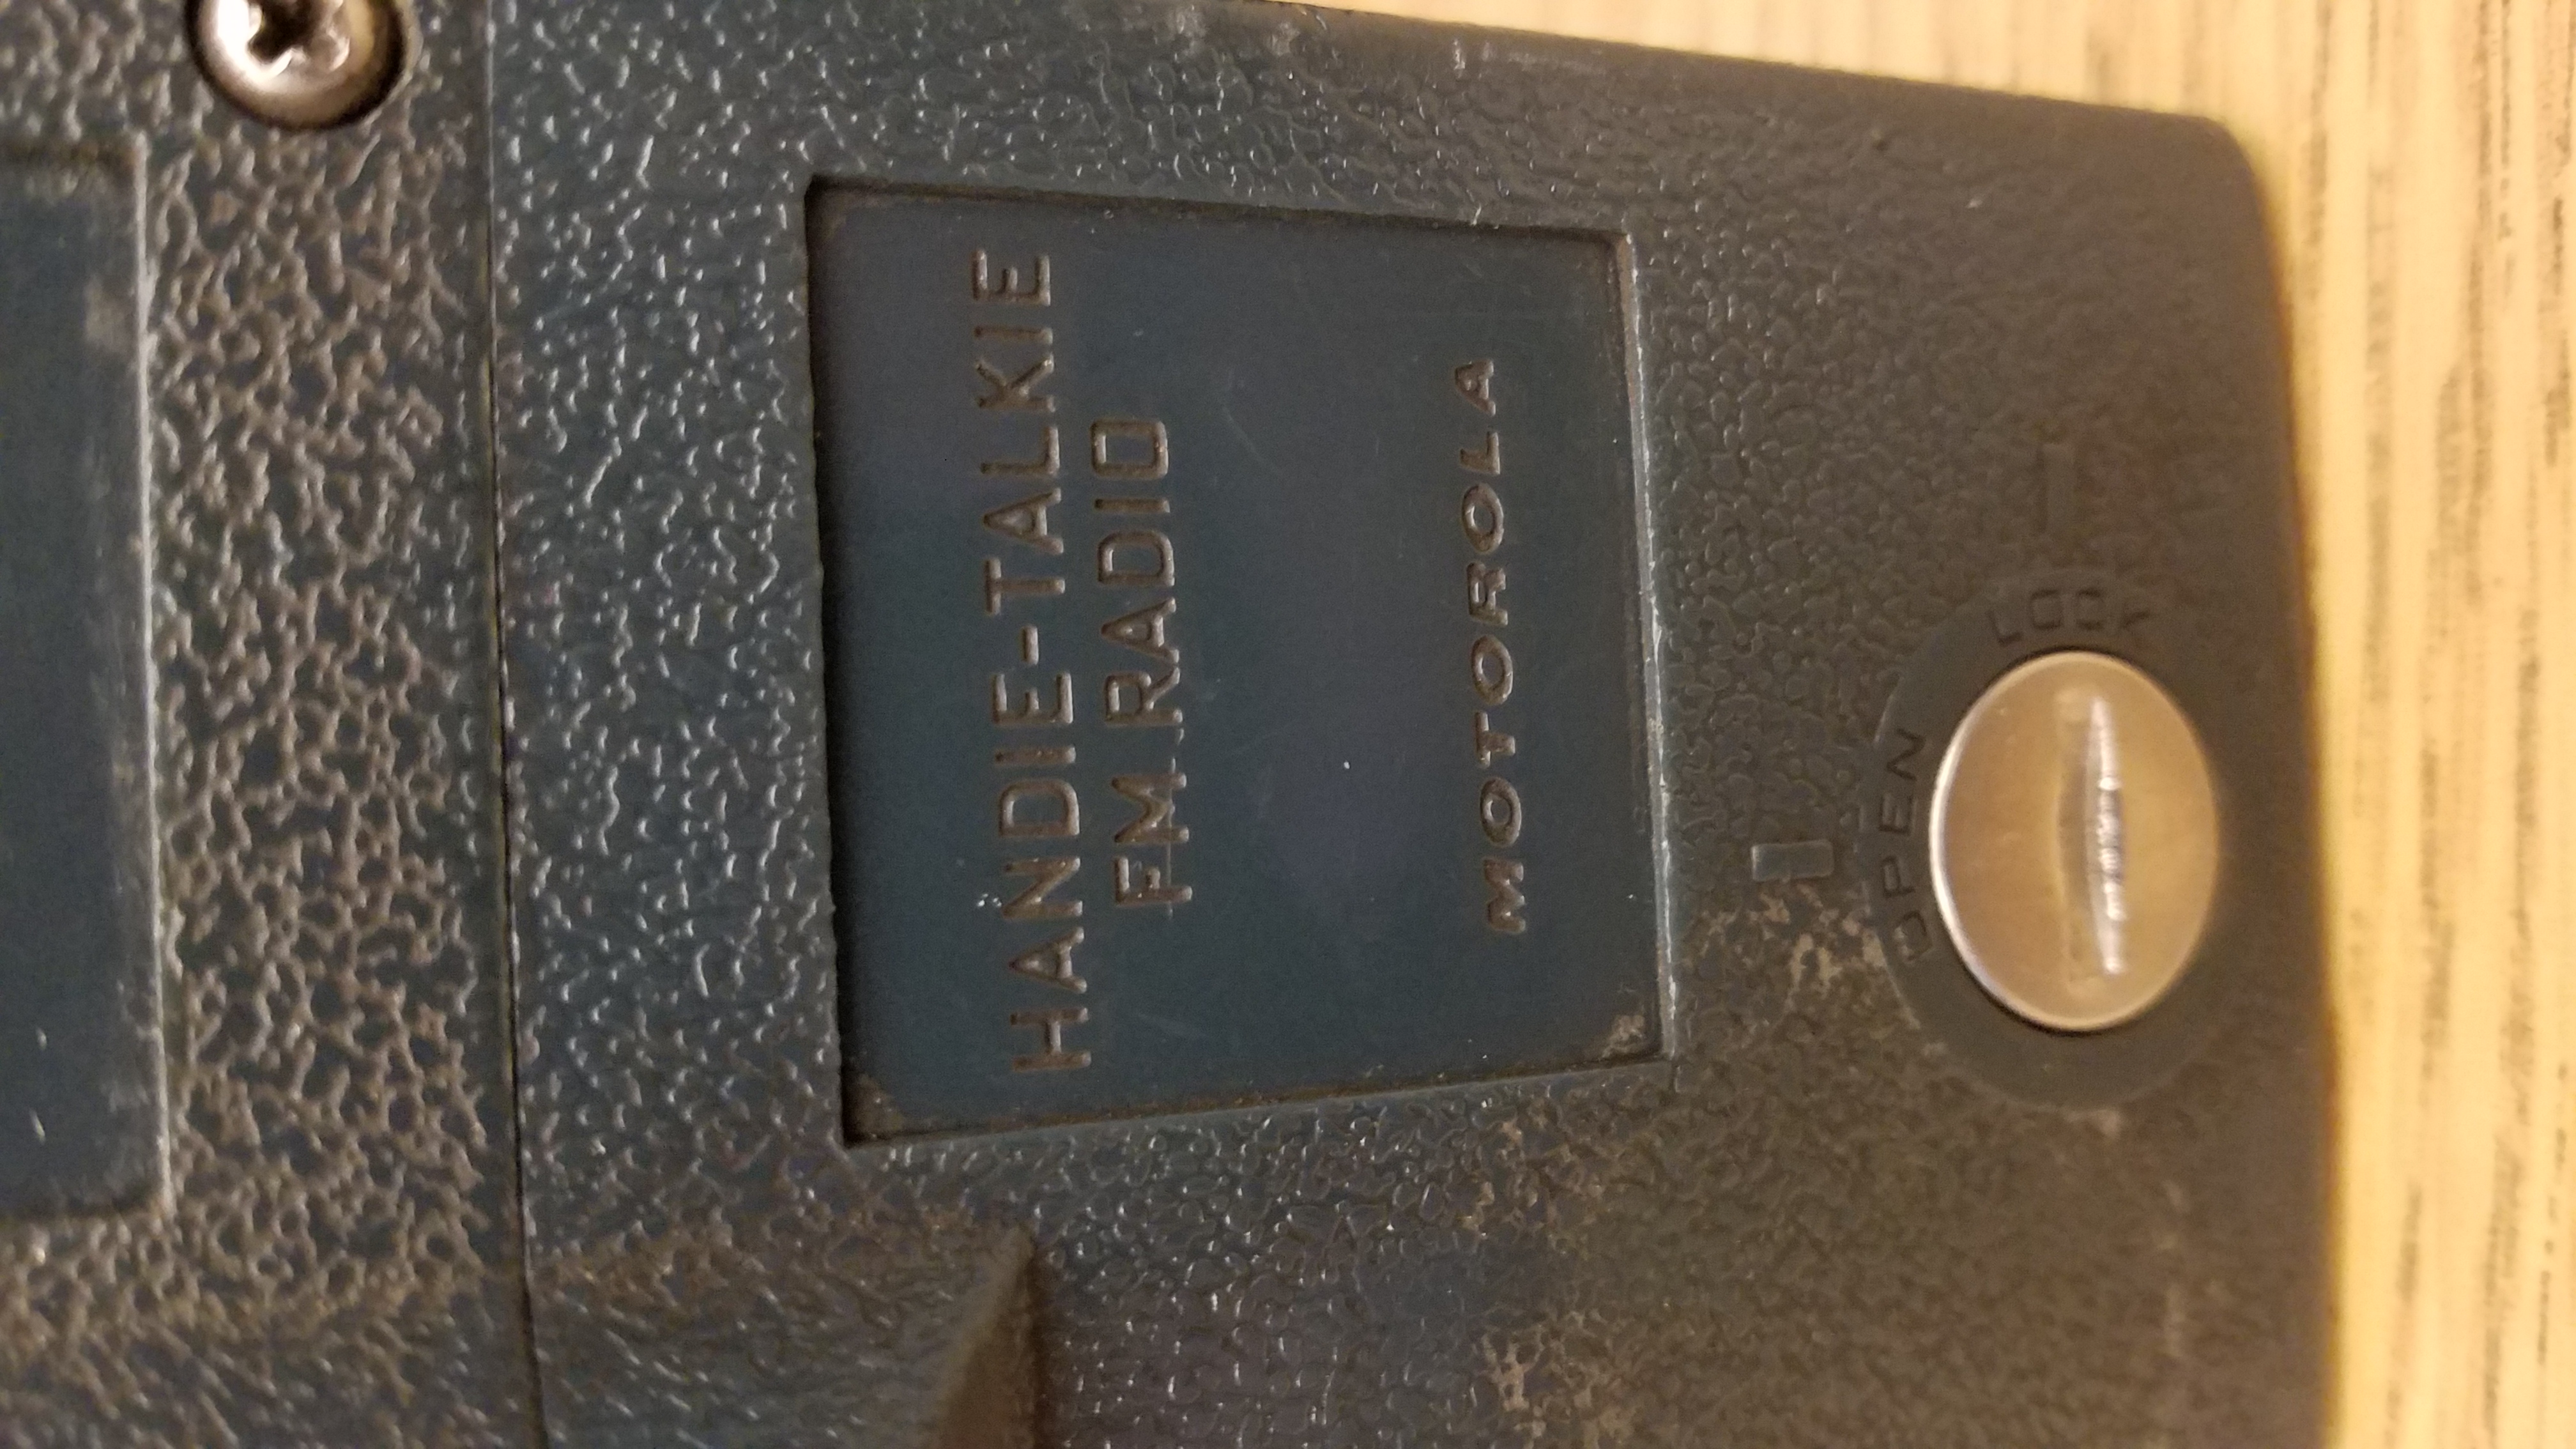 HANDIE-TALKIE
FM RADIO
MOTOROLA
OPEN
LOCK